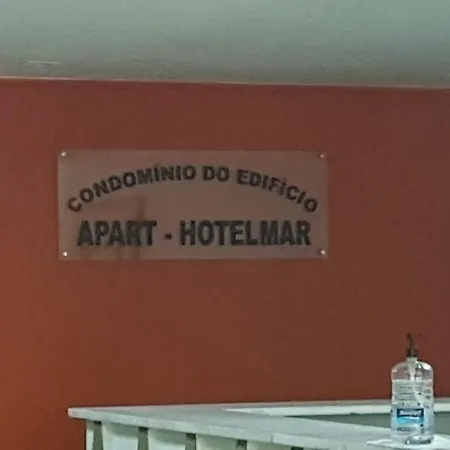 CONDOMÍNIO DO EDIFÍCIO
APART - HOTELMAR